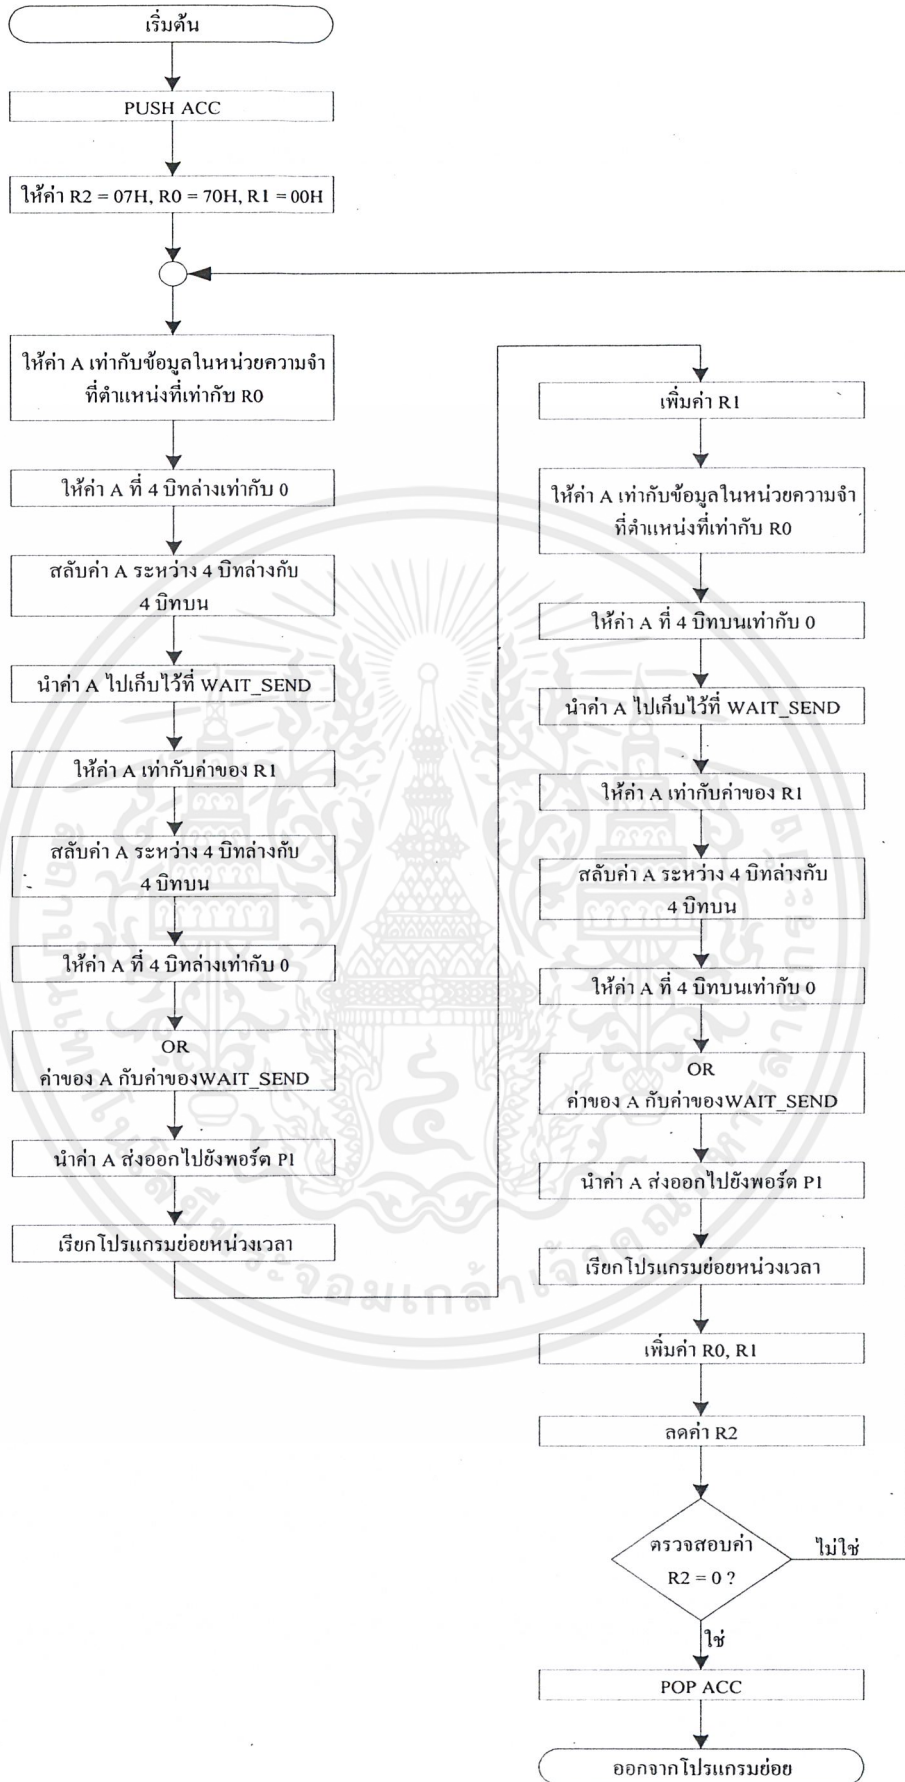 เริ่มต้น
PUSH ACC
ให้ค่า R2 = 07H, R0 = 70H, R1 = 00H
ให้ค่า A เท่ากับข้อมูลในหน่วยความจำ
ที่ตำแหน่งที่เท่ากับ R0
ให้ค่า A ที่ 4 บิทล่างเท่ากับ 0
สลับค่า A ระหว่าง 4 บิทล่างกับ
4 บิทบน
นำค่า A ไปเก็บไว้ที่ WAIT_SEND
ให้ค่า A เท่ากับค่าของ R1
สลับค่า A ระหว่าง 4 บิทล่างกับ
4 บิทบน
ให้ค่า A ที่ 4 บิทล่างเท่ากับ 0
OR
ค่าของ A กับค่าของWAIT_SEND
นำค่า A ส่งออกไปยังพอร์ต P1
เรียกโปรแกรมย่อยหน่วงเวลา
เพิ่มค่า R1
ให้ค่า A เท่ากับข้อมูลในหน่วยความจำ
ที่ตำแหน่งที่เท่ากับ R0
ให้ค่า A ที่ 4 บิทบนเท่ากับ 0
นำค่า A ไปเก็บไว้ที่ WAIT_SEND
ให้ค่า A เท่ากับค่าของ R1
สลับค่า A ระหว่าง 4 บิทล่างกับ
4 บิทบน
ให้ค่า A ที่ 4 บิทบนเท่ากับ 0
OR
ค่าของ A กับค่าของWAIT_SEND
นำค่า A ส่งออกไปยังพอร์ต P1
เรียกโปรแกรมย่อยหน่วงเวลา
เพิ่มค่า R0, R1
ลดค่า R2
ตรวจสอบค่า
R2 = 0 ?
ไม่ใช่
ใช่
POP ACC
ออกจากโปรแกรมย่อย